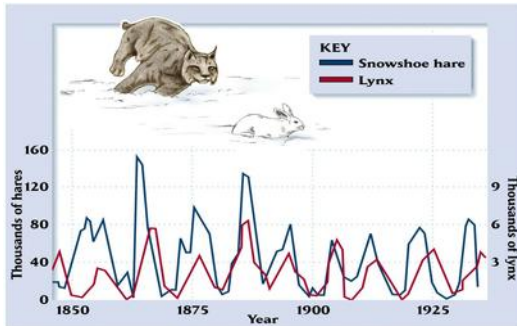 KEY
Snowshoe hare
Lynx
160
120
80
40
0
Thousands of hares
9
6
3
Thousands of lynx
1850
1875
1900
1925
Year